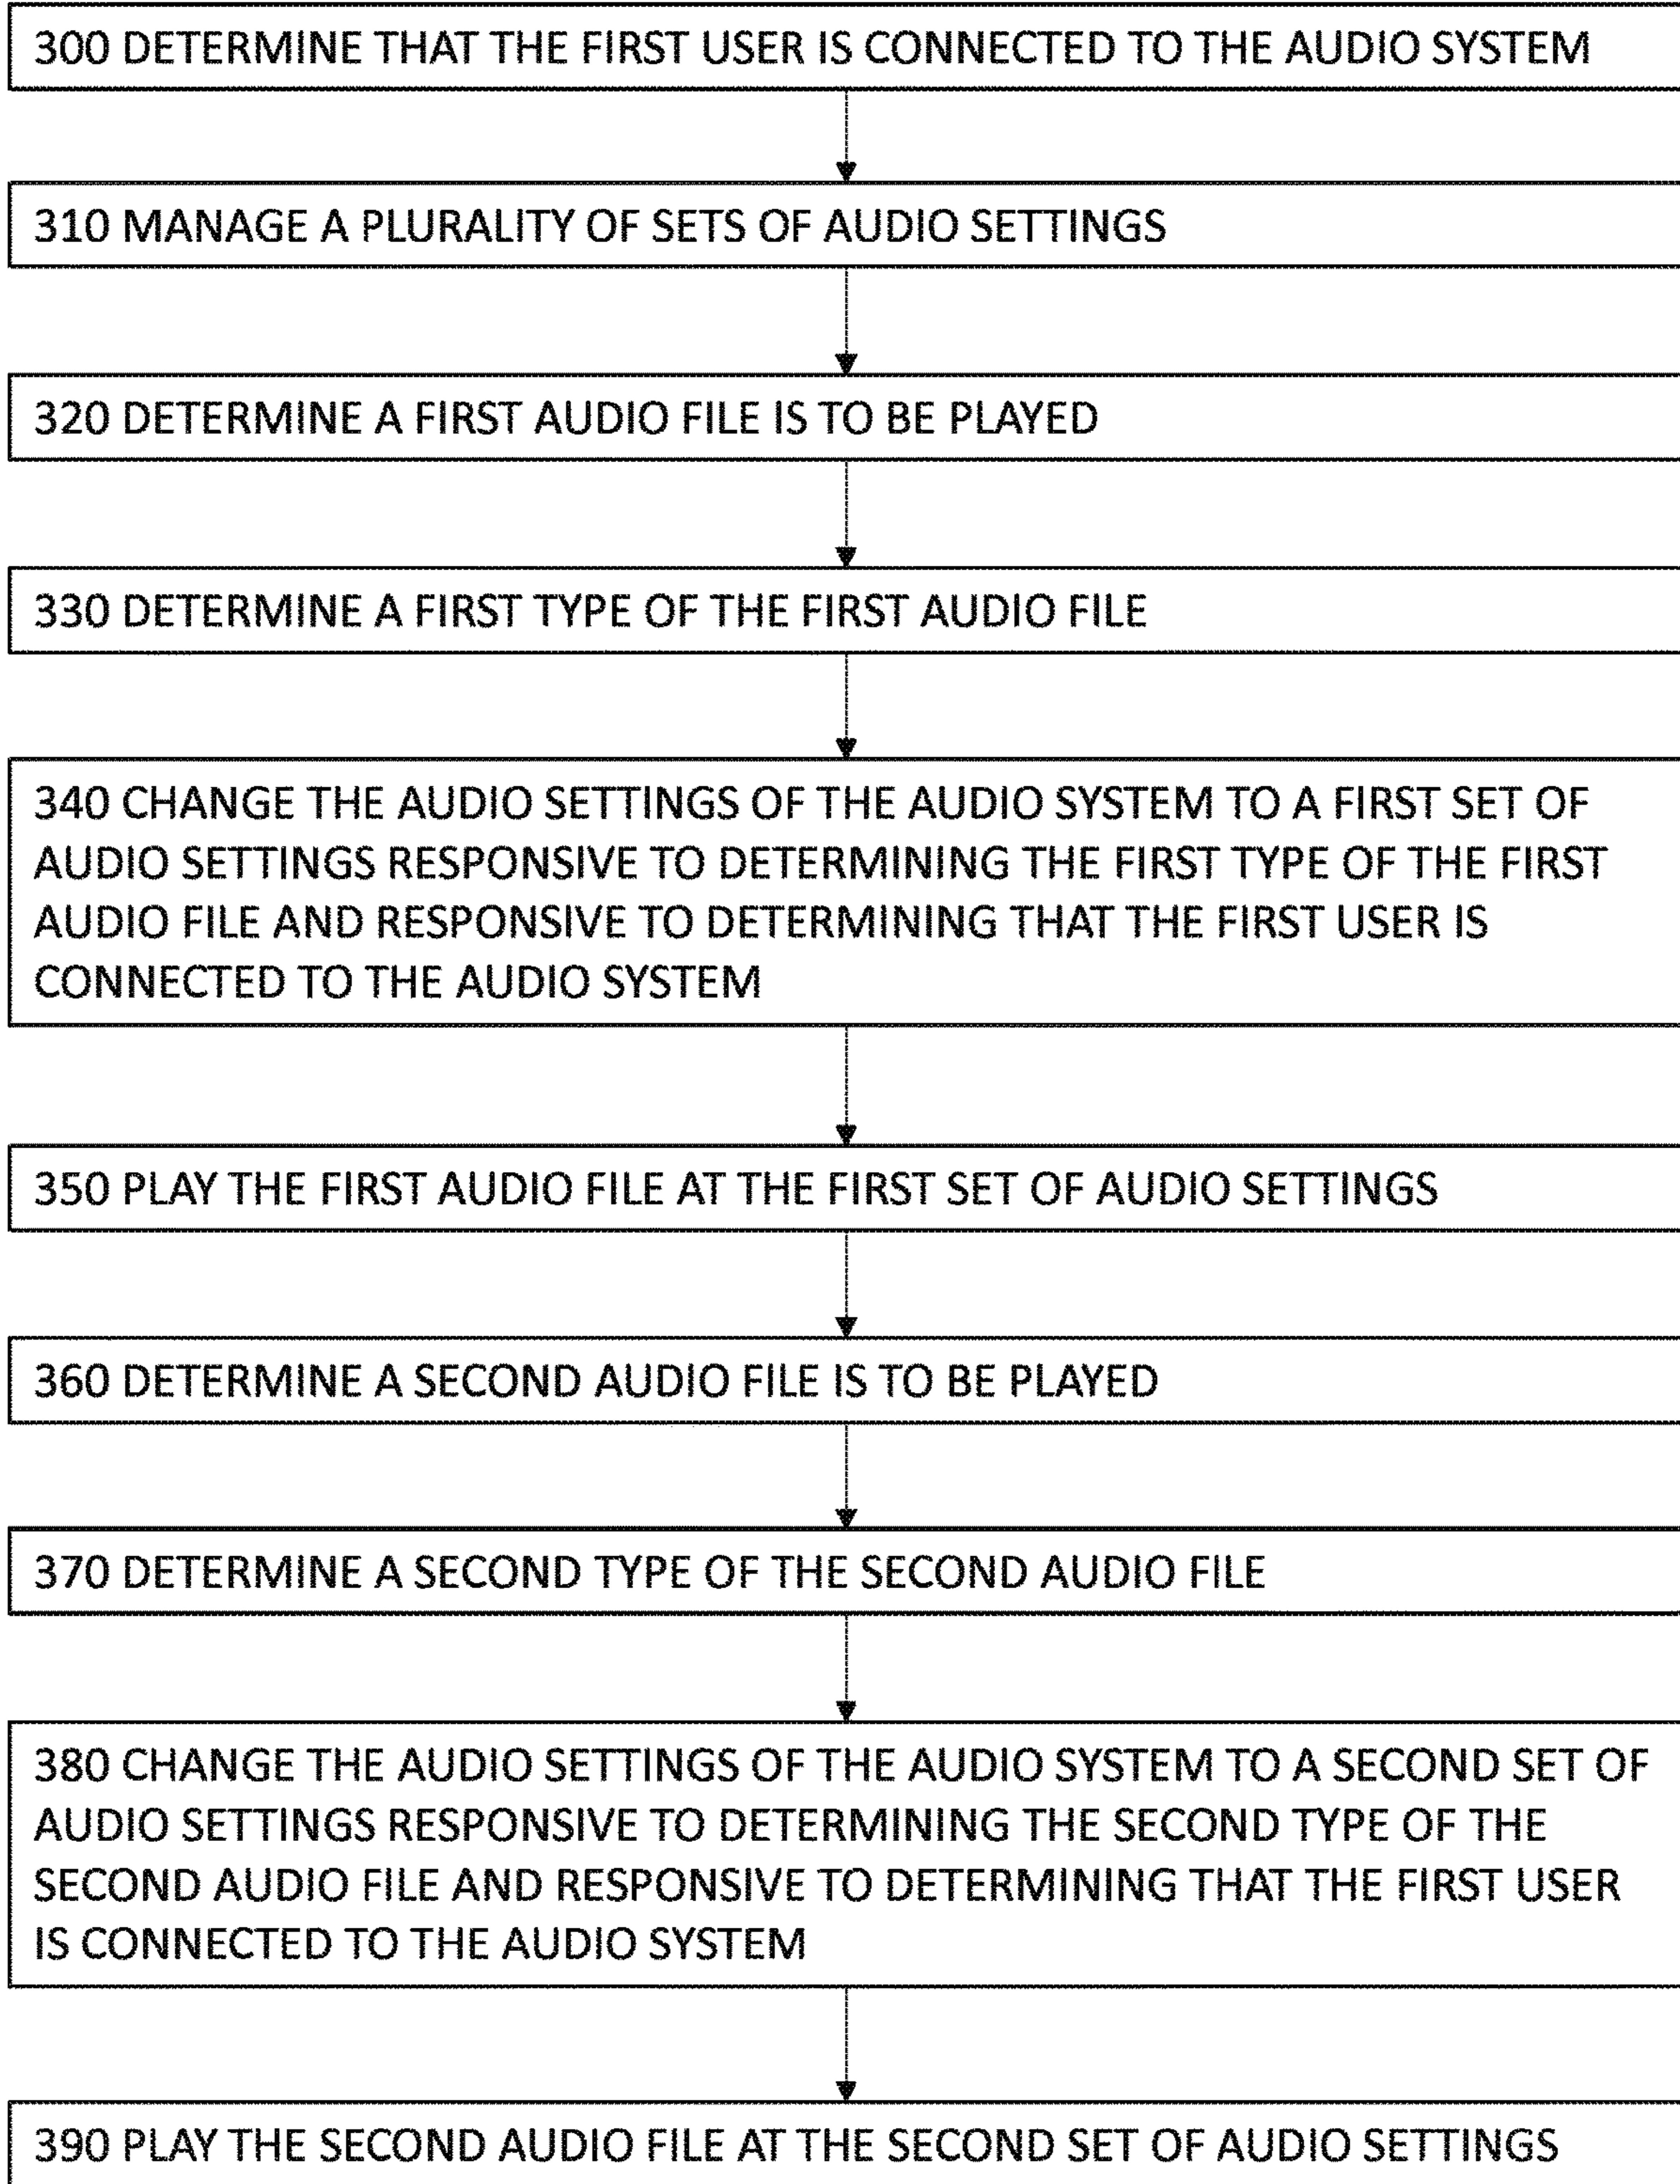 300 DETERMINE THAT THE FIRST USER IS CONNECTED TO THE AUDIO SYSTEM
310 MANAGE A PLURALITY OF SETS OF AUDIO SETTINGS
320 DETERMINE A FIRST AUDIO FILE IS TO BE PLAYED
330 DETERMINE A FIRST TYPE OF THE FIRST AUDIO FILE
340 CHANGE THE AUDIO SETTINGS OF THE AUDIO SYSTEM TO A FIRST SET OF
AUDIO SETTINGS RESPONSIVE TO DETERMINING THE FIRST TYPE OF THE FIRST
AUDIO FILE AND RESPONSIVE TO DETERMINING THAT THE FIRST USER IS
CONNECTED TO THE AUDIO SYSTEM
350 PLAY THE FIRST AUDIO FILE AT THE FIRST SET OF AUDIO SETTINGS
360 DETERMINE A SECOND AUDIO FILE IS TO BE PLAYED
370 DETERMINE A SECOND TYPE OF THE SECOND AUDIO FILE
380 CHANGE THE AUDIO SETTINGS OF THE AUDIO SYSTEM TO A SECOND SET OF
AUDIO SETTINGS RESPONSIVE TO DETERMINING THE SECOND TYPE OF THE
SECOND AUDIO FILE AND RESPONSIVE TO DETERMINING THAT THE FIRST USER
IS CONNECTED TO THE AUDIO SYSTEM
390 PLAY THE SECOND AUDIO FILE AT THE SECOND SET OF AUDIO SETTINGS